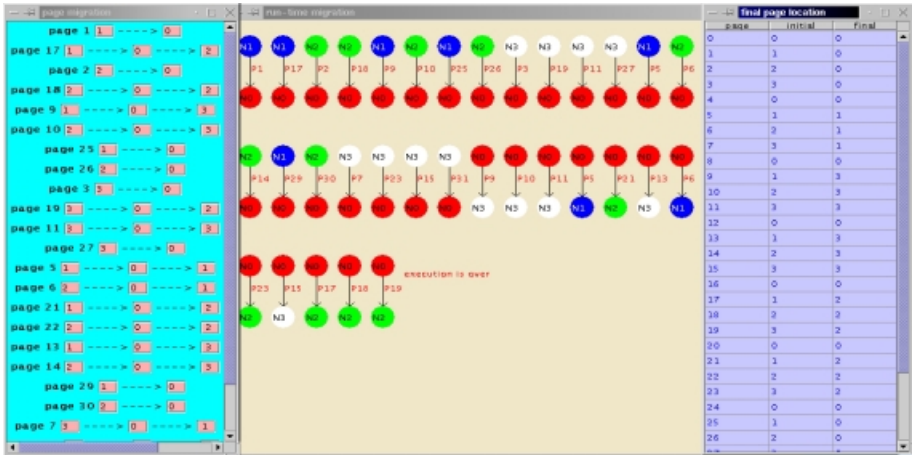 page migration
page 1 1 ----> 0
page 17 1 ----> 0 ----> 2
page 2 2 ----> 0
page 18 2 ----> 0 ----> 2
page 9 1 ----> 0 ----> 3
page 10 2 ----> 0 ----> 3
page 25 1 ----> 0
page 26 2 ----> 0
page 3 3 ----> 0
page 19 3 ----> 0 ----> 2
page 11 3 ----> 0 ----> 3
page 27 3 ----> 0
page 5 1 ----> 0 ----> 1
page 6 2 ----> 0 ----> 1
page 21 1 ----> 0 ----> 2
page 22 2 ----> 0 ----> 2
page 13 1 ----> 0 ----> 3
page 14 2 ----> 0 ----> 3
page 29 1 ----> 0
page 30 2 ----> 0
page 7 3 ----> 0 ----> 1
run-time migration
N1 N1 N2 N2 N1 N2 N1 N2 N3 N3 N3 N3 N1 N2
P1 P17 P2 P18 P9 P10 P25 P26 P3 P19 P11 P27 P5 P6
N0 N0 N0 N0 N0 N0 N0 N0 N0 N0 N0 N0 N0 N0
N2 N1 N2 N3 N3 N3 N3 N0 N0 N0 N0 N0 N0 N0
P14 P29 P30 P7 P23 P15 P31 P9 P10 P11 P5 P21 P13 P6
N0 N0 N0 N0 N0 N0 N0 N3 N3 N3 N1 N2 N3 N1
N0 N0 N0 N0 N0
execution is over
P23 P15 P17 P18 P19
N2 N3 N2 N2 N2
final page location
page initial final
0 0 0
1 1 0
2 2 0
3 3 0
4 0 0
5 1 1
6 2 1
7 3 1
8 0 0
9 1 3
10 2 3
11 3 3
12 0 0
13 1 3
14 2 3
15 3 3
16 0 0
17 1 2
18 2 2
19 3 2
20 0 0
21 1 2
22 2 2
23 3 2
24 0 0
25 1 0
26 2 0